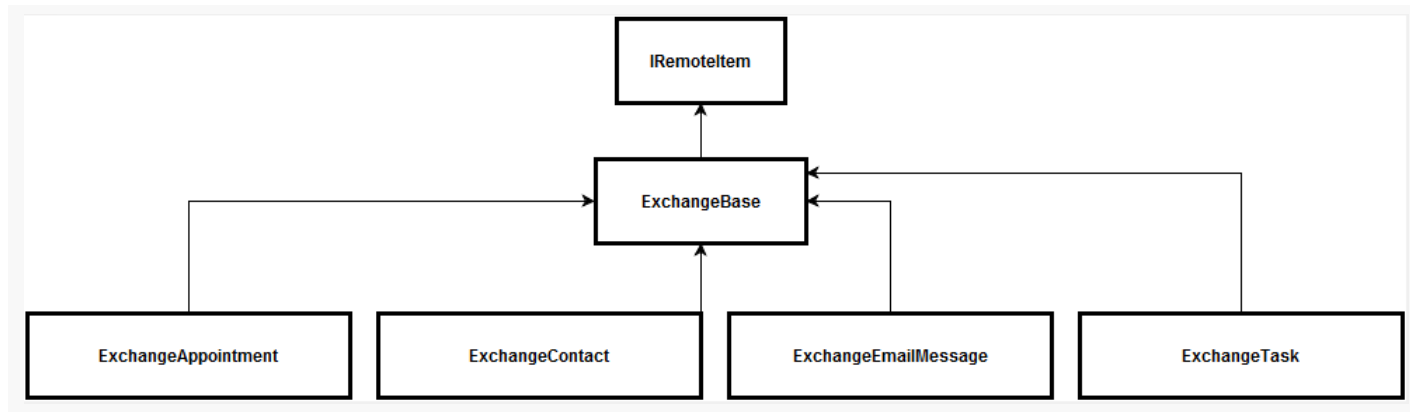 IRemoteItem
ExchangeBase
ExchangeAppointment
ExchangeContact
ExchangeEmailMessage
ExchangeTask